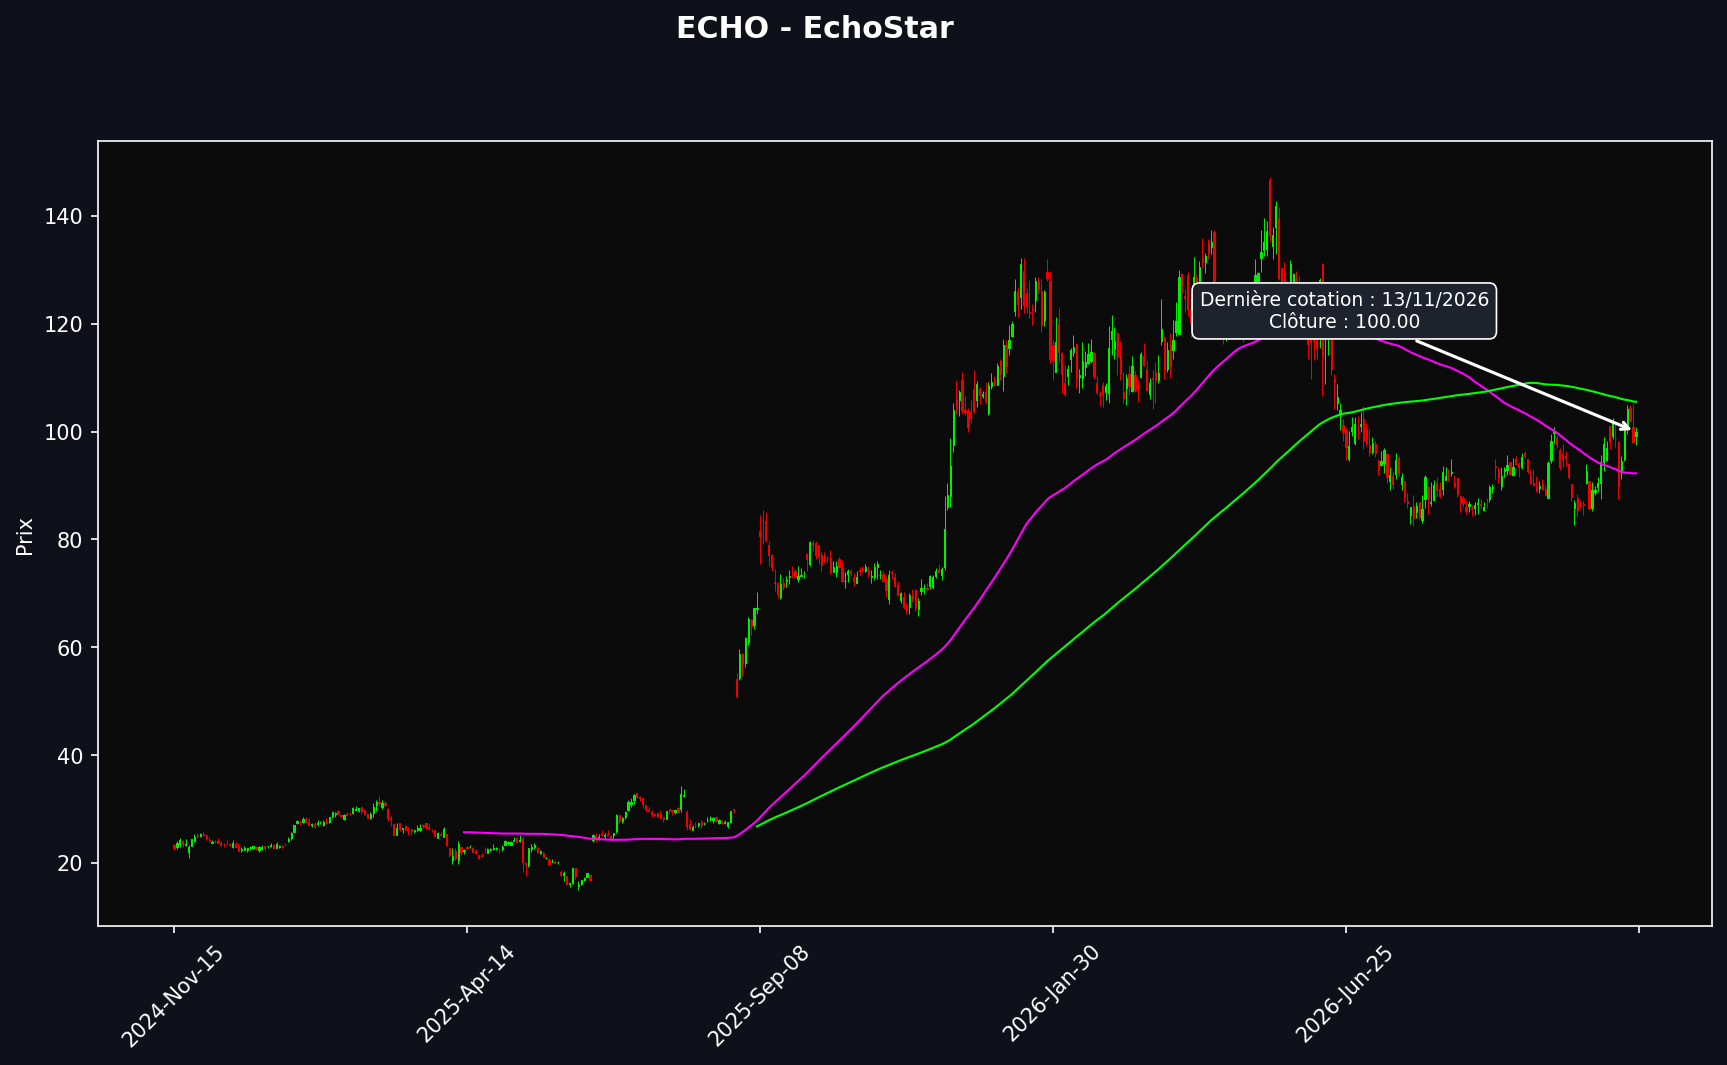 ECHO - EchoStar
140
Dernière cotation : 13/11/2026
Clôture : 100.00
120
100
80
Prix
60
40
20
2024-Nov-15
2025-Apr-14
2025-Sep-08
2026-Jan-30
2026-Jun-25